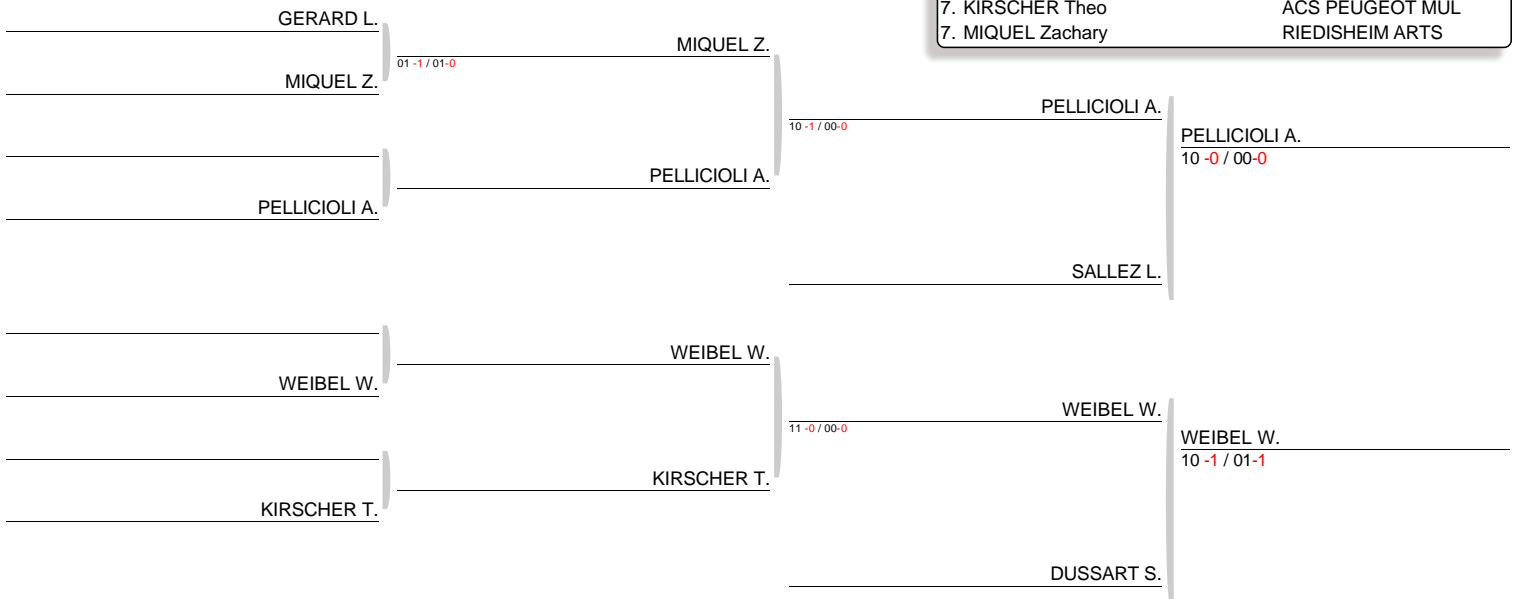 7. KIRSCHER Theo ACS PEUGEOT MUL
7. MIQUEL Zachary RIEDISHEIM ARTS
GERARD L.
MIQUEL Z.
01 -1 / 01-0
MIQUEL Z.
PELLICIOLI A.
10 -1 / 00-0
PELLICIOLI A.
10 -0 / 00-0
PELLICIOLI A.
PELLICIOLI A.
SALLEZ L.
WEIBEL W.
WEIBEL W.
11 -0 / 00-0
WEIBEL W.
WEIBEL W.
10 -1 / 01-1
KIRSCHER T.
KIRSCHER T.
DUSSART S.